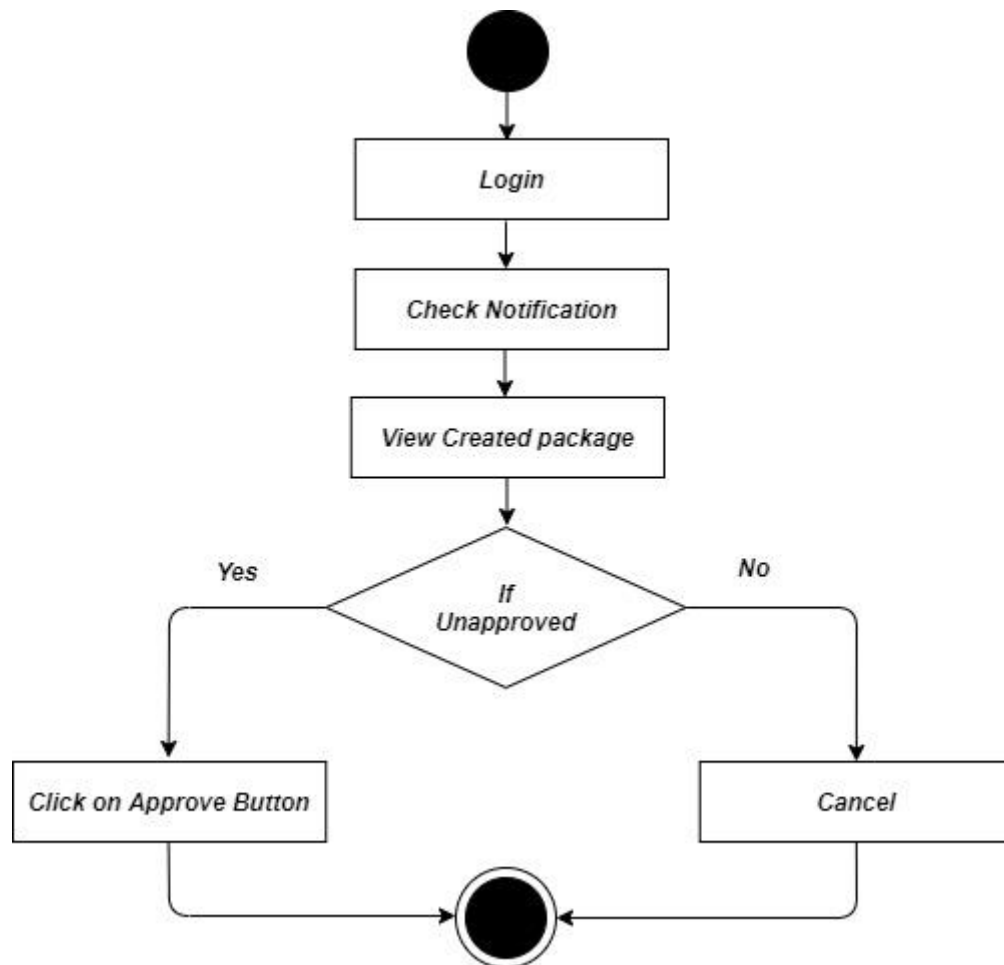 Login
Check Notification
View Created package
Yes
No
If
Unapproved
Click on Approve Button
Cancel